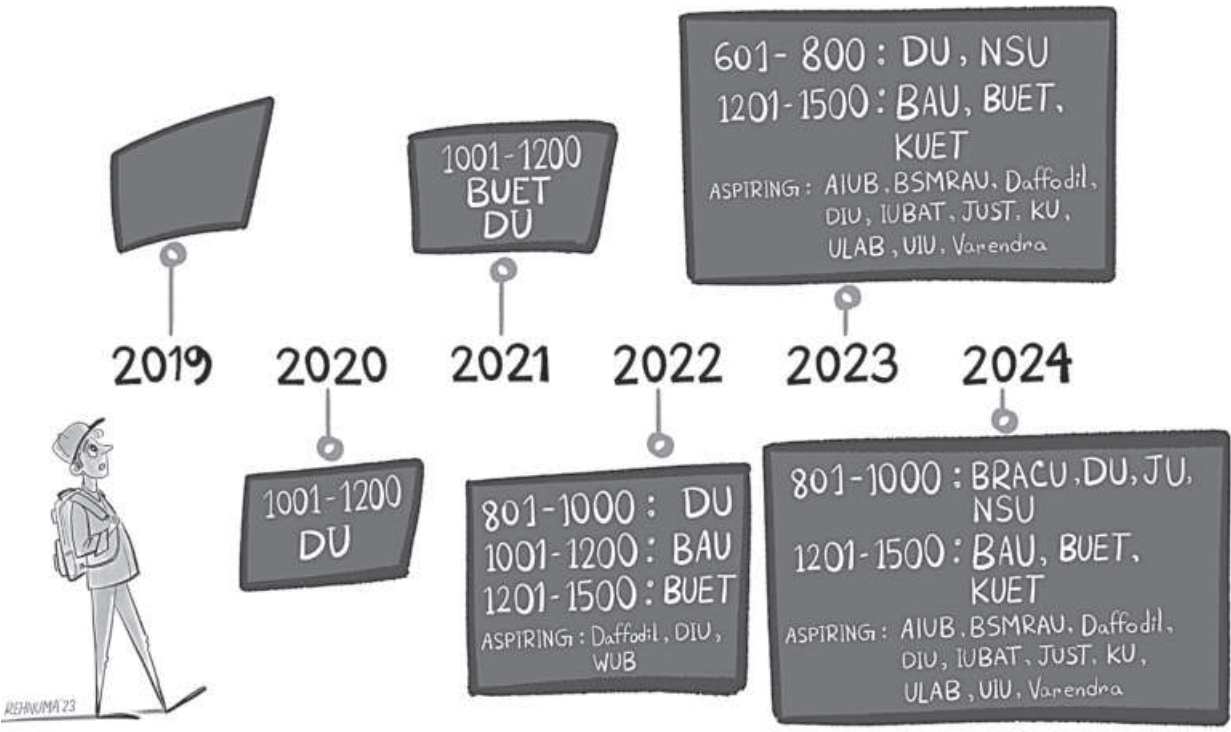 601-800 : DU, NSU
1201-1500 : BAU, BUET,
KUET
ASPIRING : AIUB, BSMRAU, Daffodil,
DIU, IUBAT, JUST, KU,
ULAB, UIU, Varendra
1001-1200
BUET
DU
2019
2020
2021
2022
2023
2024
1001-1200
DU
801-1000 : DU
1001-1200 : BAU
1201-1500 : BUET
ASPIRING : Daffodil, DIU,
WUB
801-1000 : BRACU, DU, JU,
NSU
1201-1500 : BAU, BUET,
KUET
ASPIRING : AIUB, BSMRAU, Daffodil,
DIU, IUBAT, JUST, KU,
ULAB, UIU, Varendra
REHNUMA'23